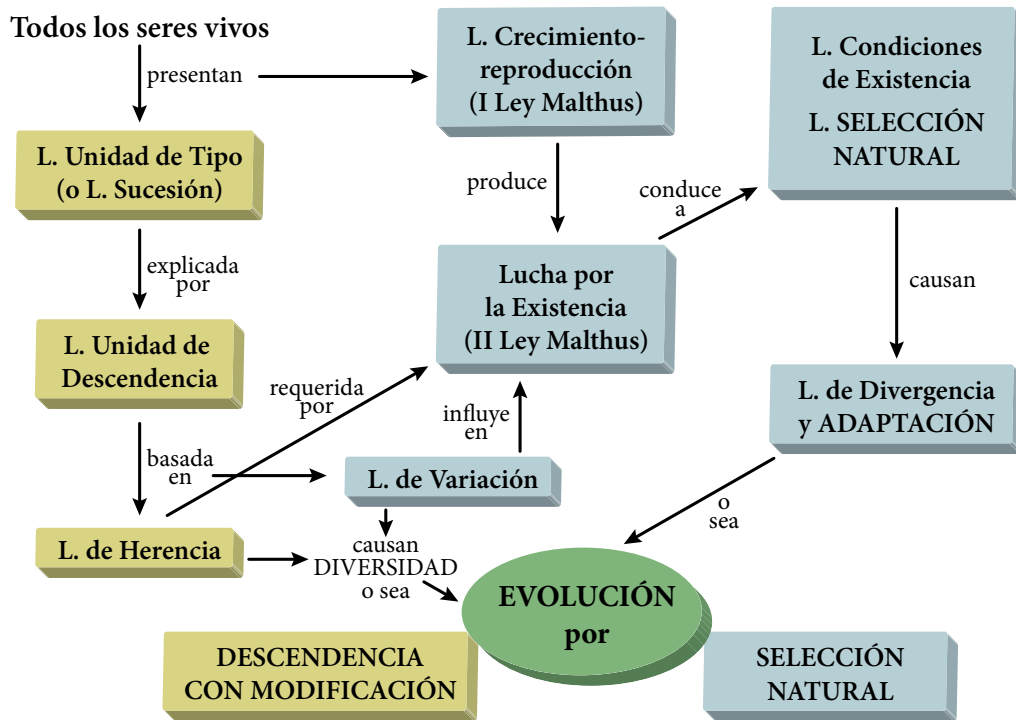 Todos los seres vivos
presentan
L. Crecimiento-
reproducción
(I Ley Malthus)
L. Condiciones
de Existencia
L. SELECCIÓN
NATURAL
L. Unidad de Tipo
(o L. Sucesión)
produce
conduce
a
explicada
por
Lucha por
la Existencia
(II Ley Malthus)
causan
L. Unidad de
Descendencia
requerida
por
influye
en
L. de Divergencia
y ADAPTACIÓN
basada
en
L. de Variación
o
sea
L. de Herencia
causan
DIVERSIDAD
o sea
EVOLUCIÓN
por
DESCENDENCIA
CON MODIFICACIÓN
SELECCIÓN
NATURAL